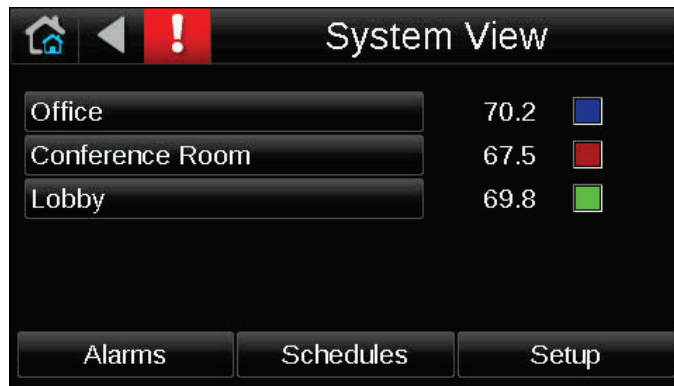 System View
Office 70.2
Conference Room 67.5
Lobby 69.8
Alarms Schedules Setup